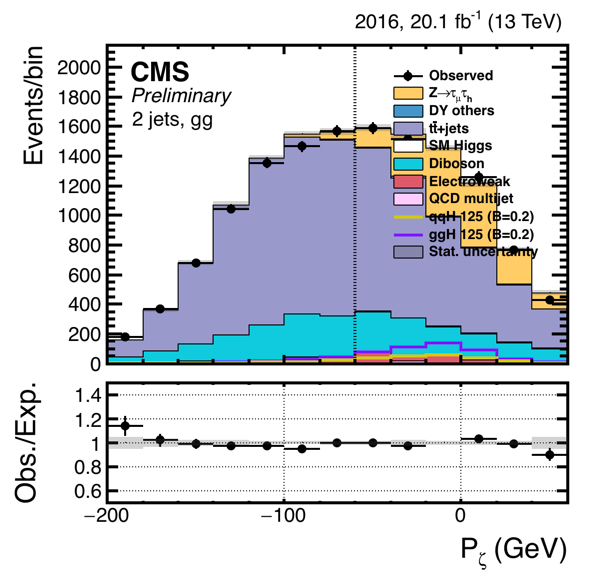 2016, 20.1 fb⁻¹ (13 TeV)
Events/bin
2000
1800
1600
1400
1200
1000
800
600
400
200
0
CMS
Preliminary
2 jets, gg
Observed
Z→τ_μτ_h
DY others
tt̄+jets
SM Higgs
Diboson
Electroweak
QCD multijet
qqH 125 (B=0.2)
ggH 125 (B=0.2)
Stat. uncertainty
Obs./Exp.
1.4
1.2
1
0.8
0.6
−200
−100
0
P_ζ (GeV)